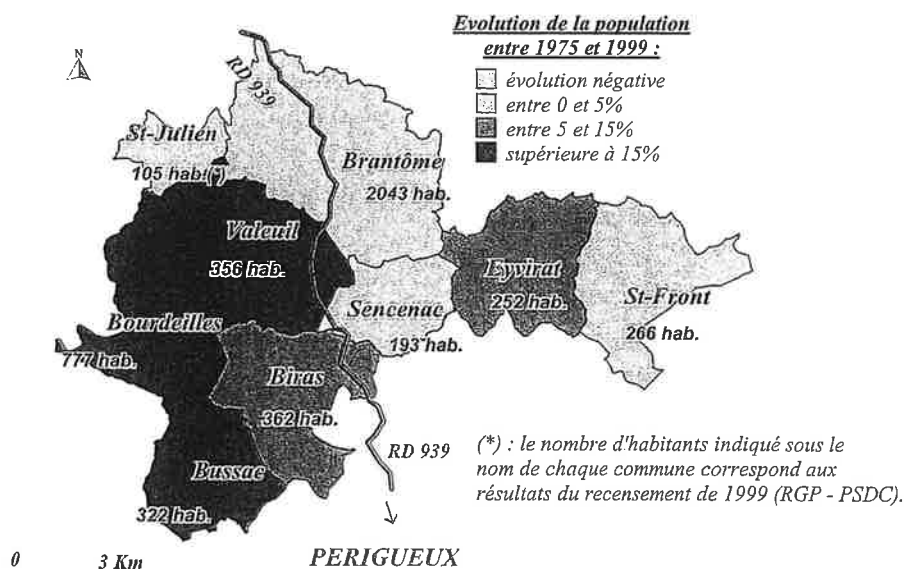 Evolution de la population
entre 1975 et 1999 :
évolution négative
entre 0 et 5%
entre 5 et 15%
supérieure à 15%
N
RD 939
St-Julien
105 hab.(*)
Brantôme
2043 hab.
Valeuil
356 hab.
Eyvirat
252 hab.
St-Front
266 hab.
Sencenac
193 hab.
Bourdeilles
777 hab.
Biras
362 hab.
RD 939
Bussac
322 hab.
(*) : le nombre d'habitants indiqué sous le
nom de chaque commune correspond aux
résultats du recensement de 1999 (RGP - PSDC).
0 3 Km
PERIGUEUX